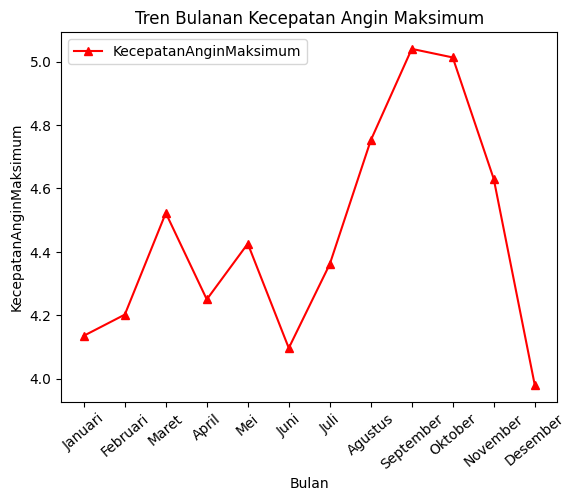 Tren Bulanan Kecepatan Angin Maksimum
KecepatanAnginMaksimum
KecepatanAnginMaksimum
5.0
4.8
4.6
4.4
4.2
4.0
Januari
Februari
Maret
April
Mei
Juni
Juli
Agustus
September
Oktober
November
Desember
Bulan